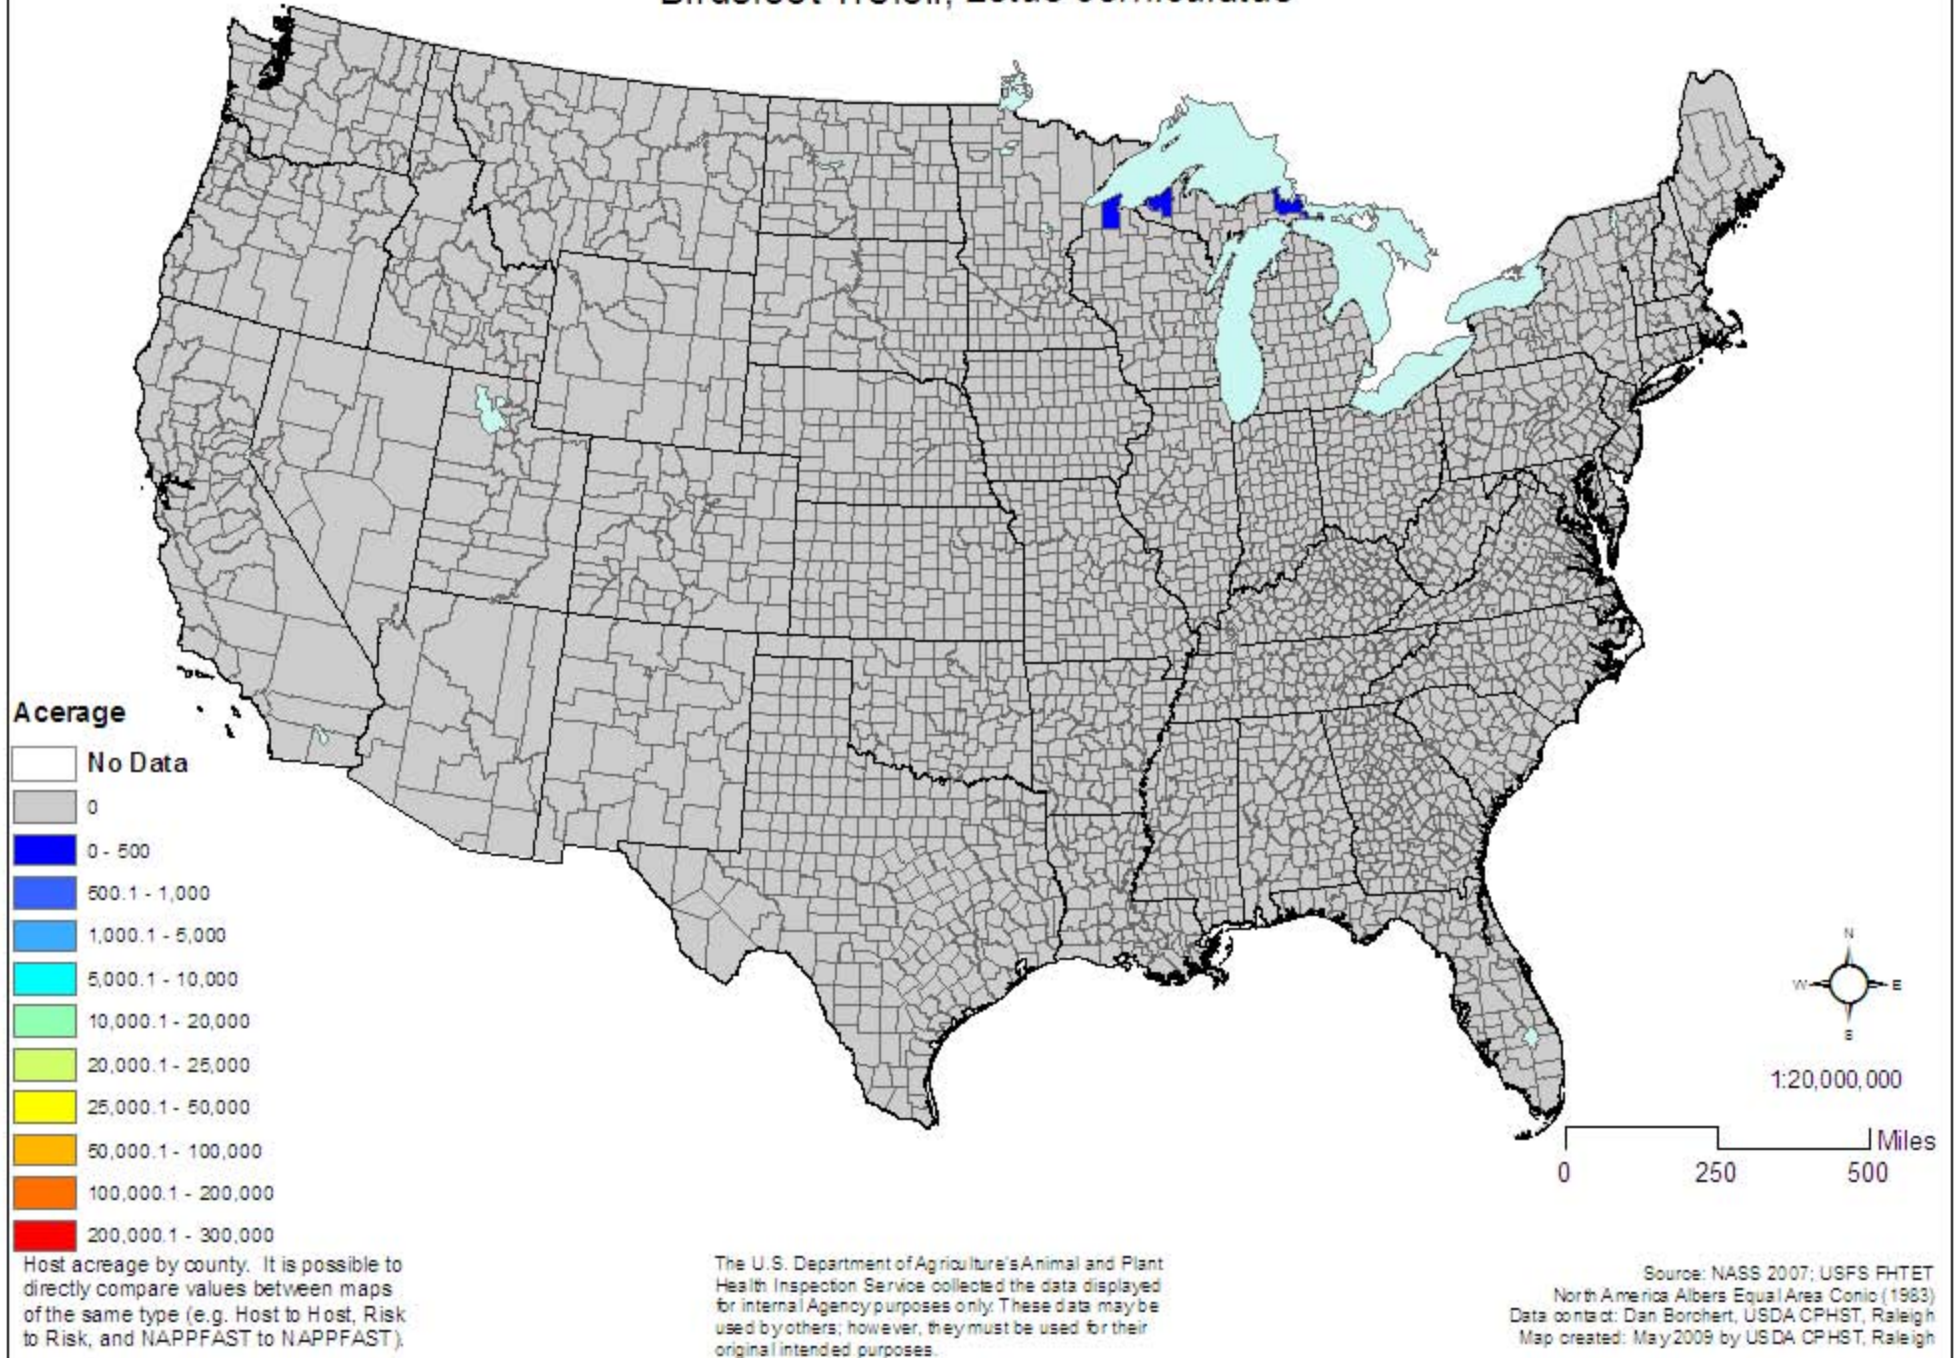 Birdsfoot Trefoil, Lotus corniculatus
Acerage
No Data
0
0 - 500
500.1 - 1,000
1,000.1 - 5,000
5,000.1 - 10,000
10,000.1 - 20,000
20,000.1 - 25,000
25,000.1 - 50,000
50,000.1 - 100,000
100,000.1 - 200,000
200,000.1 - 300,000
Host acreage by county. It is possible to
directly compare values between maps
of the same type (e.g. Host to Host, Risk
to Risk, and NAPPFAST to NAPPFAST).
The U.S. Department of Agriculture's Animal and Plant
Health Inspection Service collected the data displayed
for internal Agency purposes only. These data may be
used by others; however, they must be used for their
original intended purposes.
N
W E
S
1:20,000,000
Miles
0 250 500
Source: NASS 2007; USFS FHTET
North America Albers Equal Area Conic (1983)
Data contact: Dan Borchert, USDA CPHST, Raleigh
Map created: May 2009 by USDA CPHST, Raleigh